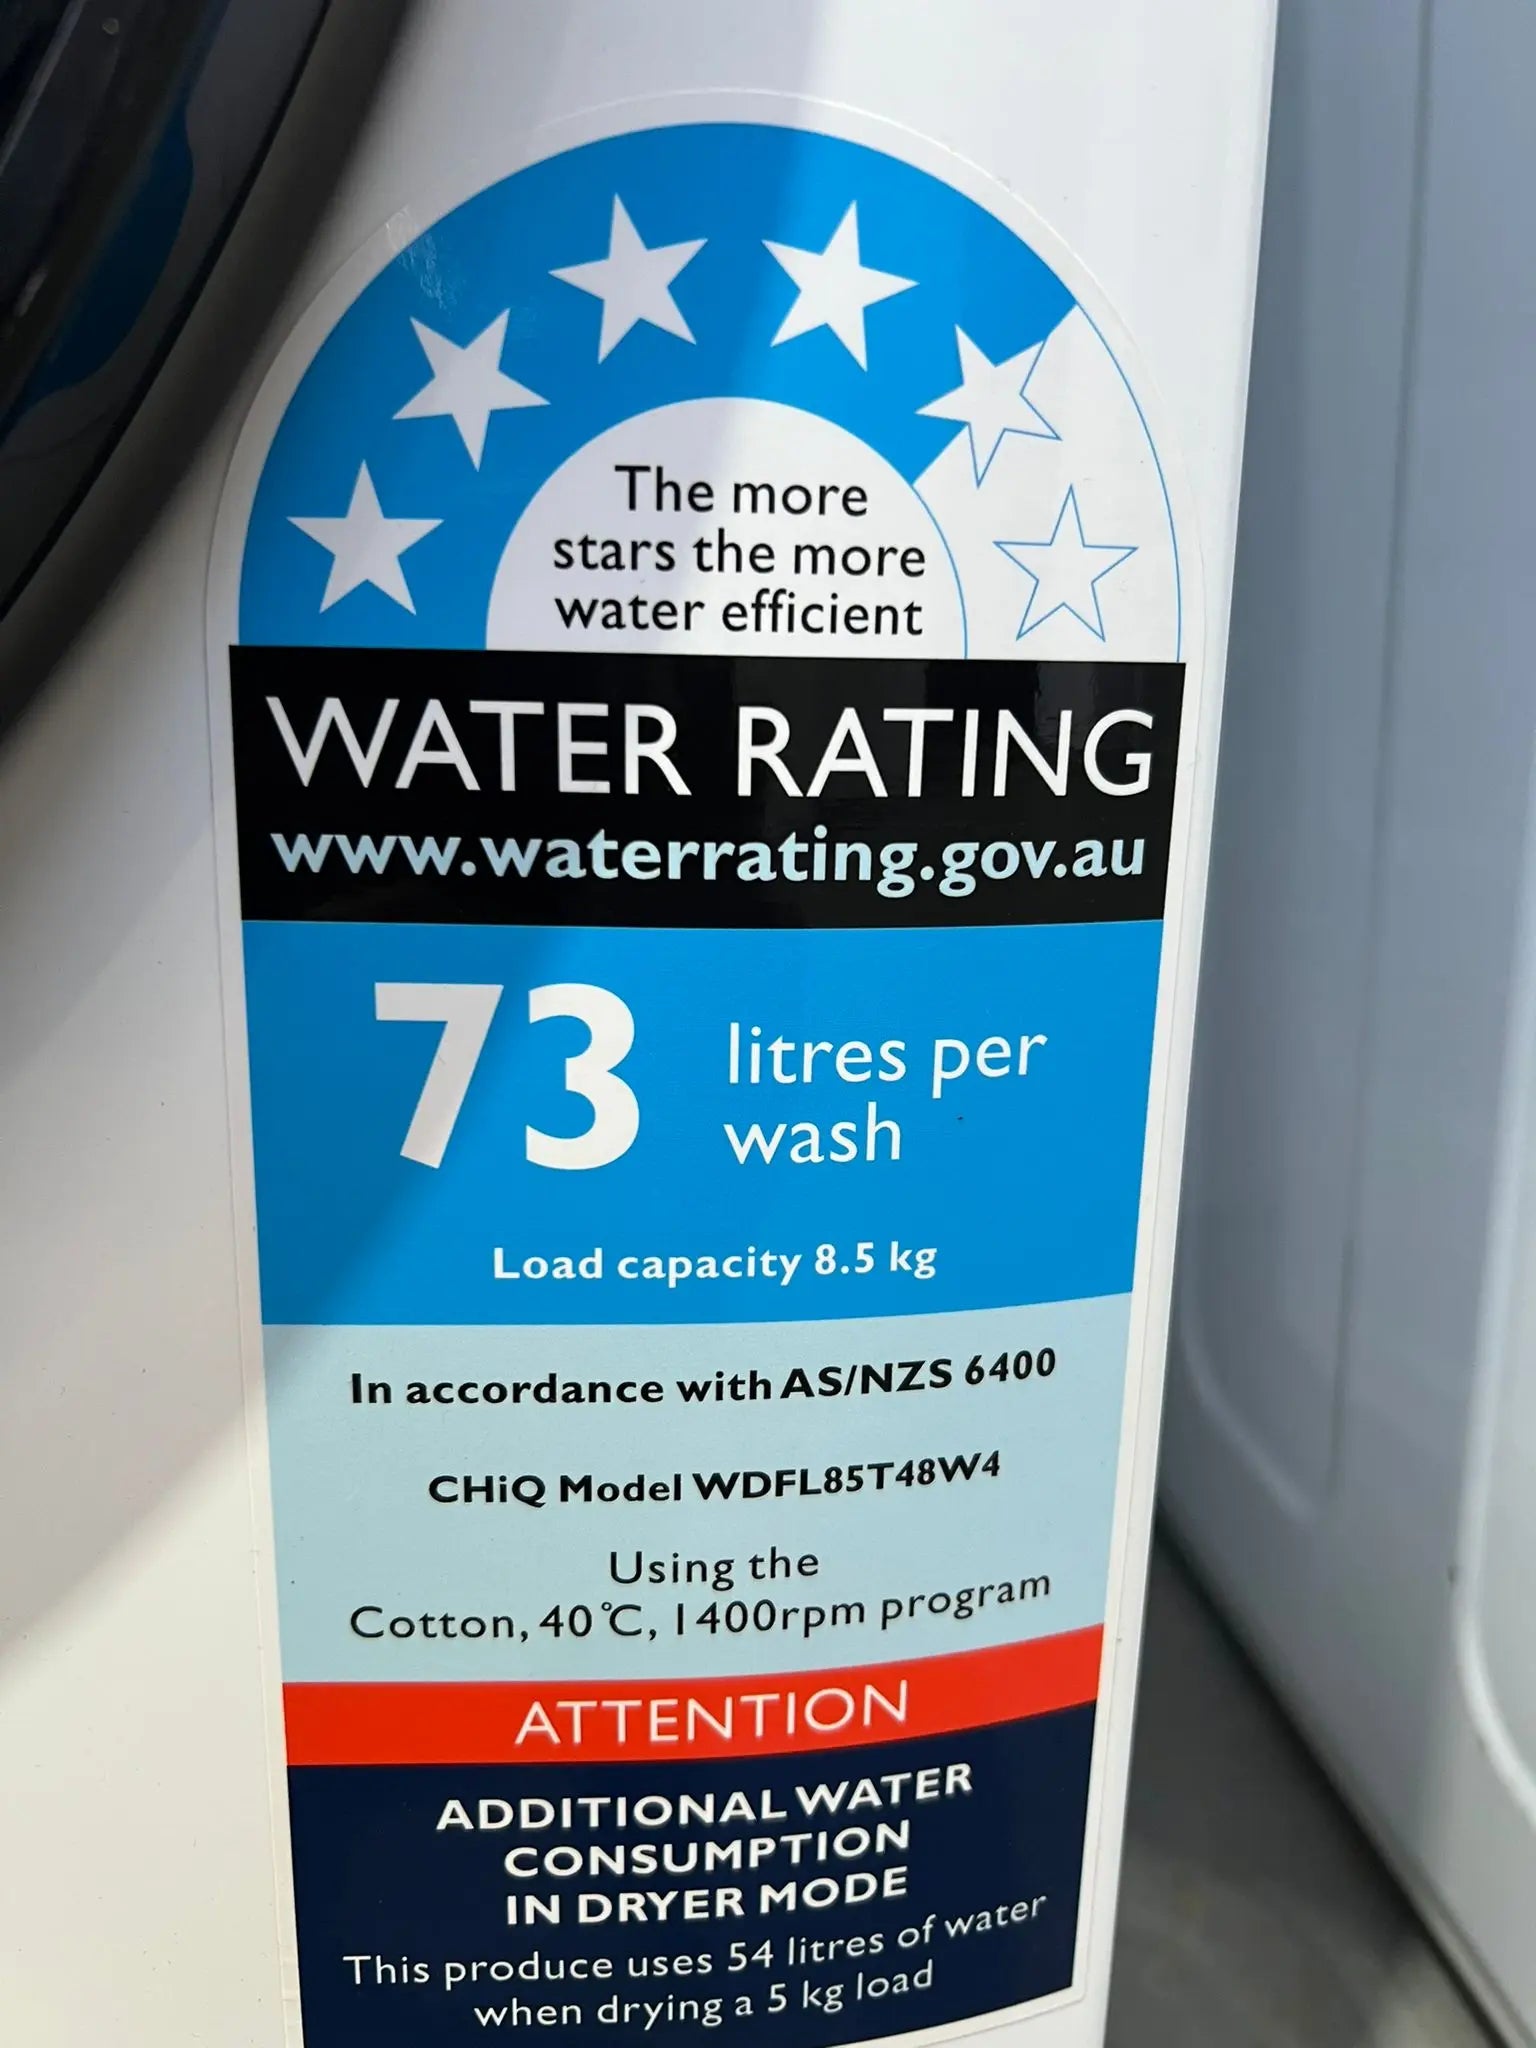 The more
stars the more
water efficient
WATER RATING
www.waterrating.gov.au
73
litres per
wash
Load capacity 8.5 kg
In accordance with AS/NZS 6400
CHiQ Model WDFL85T48W4
Using the
Cotton, 40°C, 1400rpm program
ATTENTION
ADDITIONAL WATER
CONSUMPTION
IN DRYER MODE
This produce uses 54 litres of water
when drying a 5 kg load